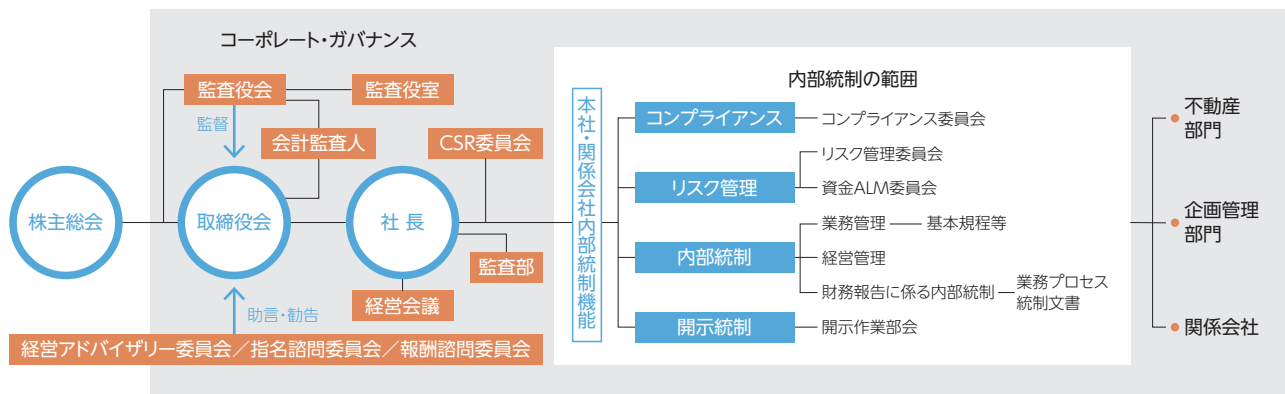 コーポレート・ガバナンス
監査役会
監査役室
監督
会計監査人
CSR委員会
株主総会
取締役会
社長
監査部
経営会議
助言・勧告
経営アドバイザリー委員会／指名諮問委員会／報酬諮問委員会
本社・関係会社内部統制機能
内部統制の範囲
コンプライアンス
コンプライアンス委員会
リスク管理
リスク管理委員会
資金ALM委員会
内部統制
業務管理
基本規程等
経営管理
財務報告に係る内部統制
業務プロセス
統制文書
開示統制
開示作業部会
不動産
部門
企画管理
部門
関係会社